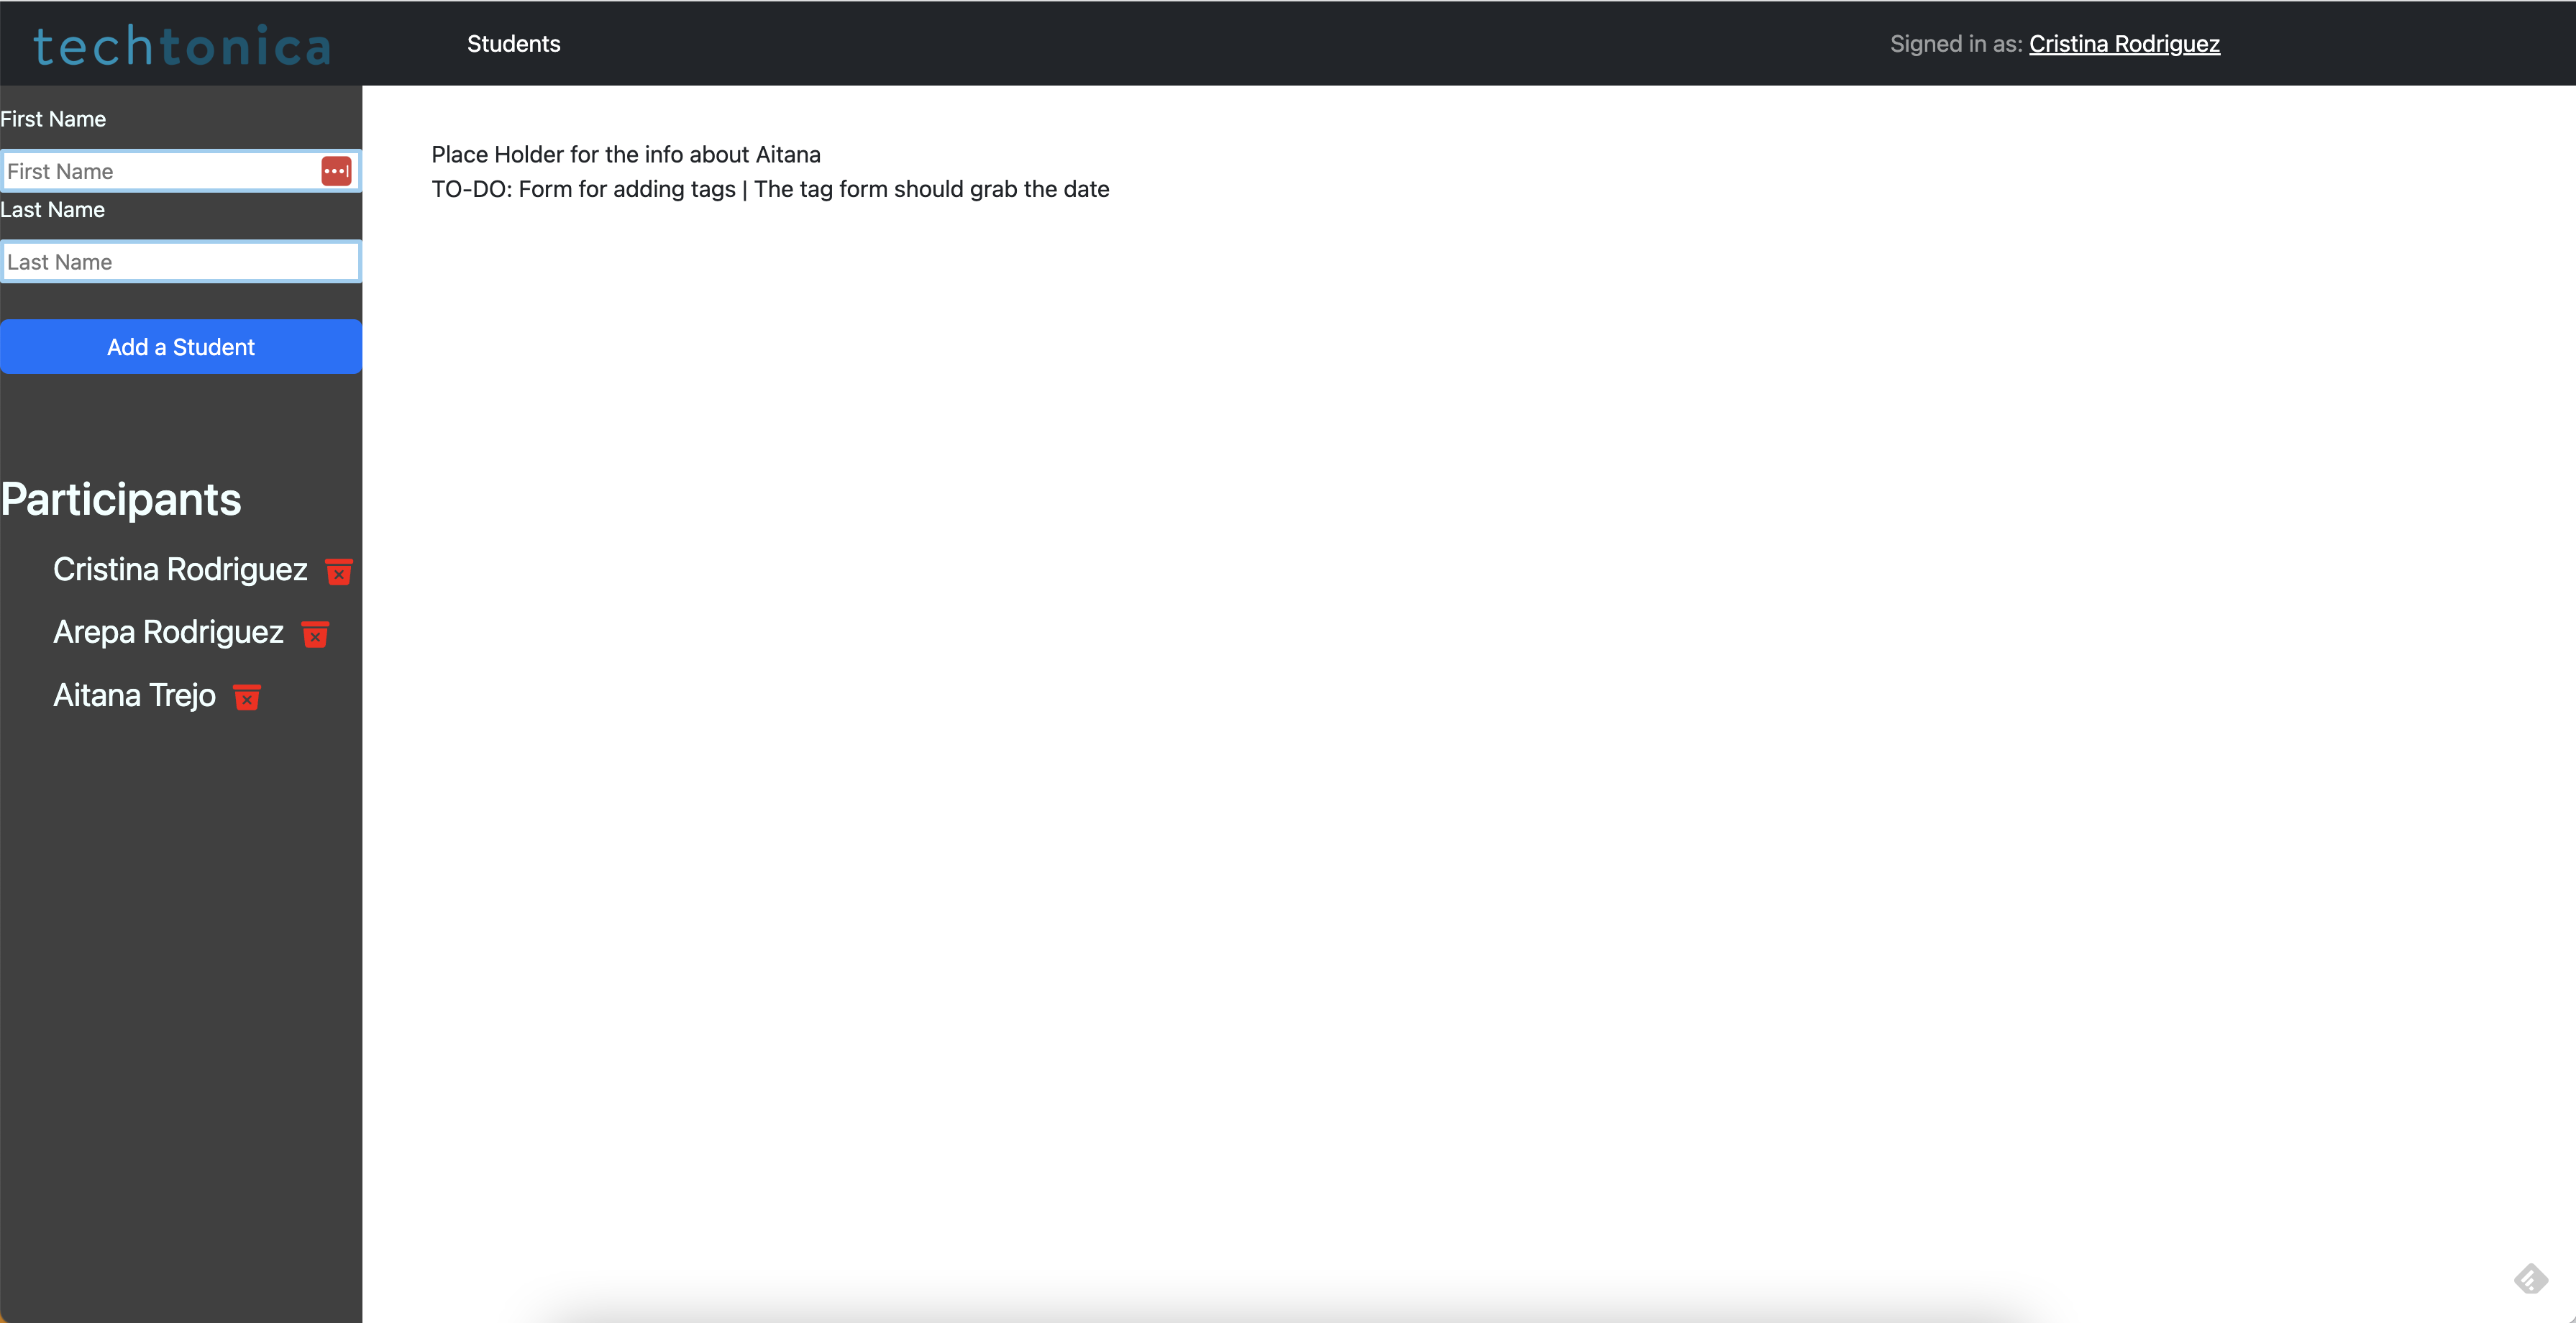 techtonica
Students
Signed in as: Cristina Rodriguez
First Name
First Name
Last Name
Last Name
Add a Student
Participants
Cristina Rodriguez
Arepa Rodriguez
Aitana Trejo
Place Holder for the info about Aitana
TO-DO: Form for adding tags | The tag form should grab the date